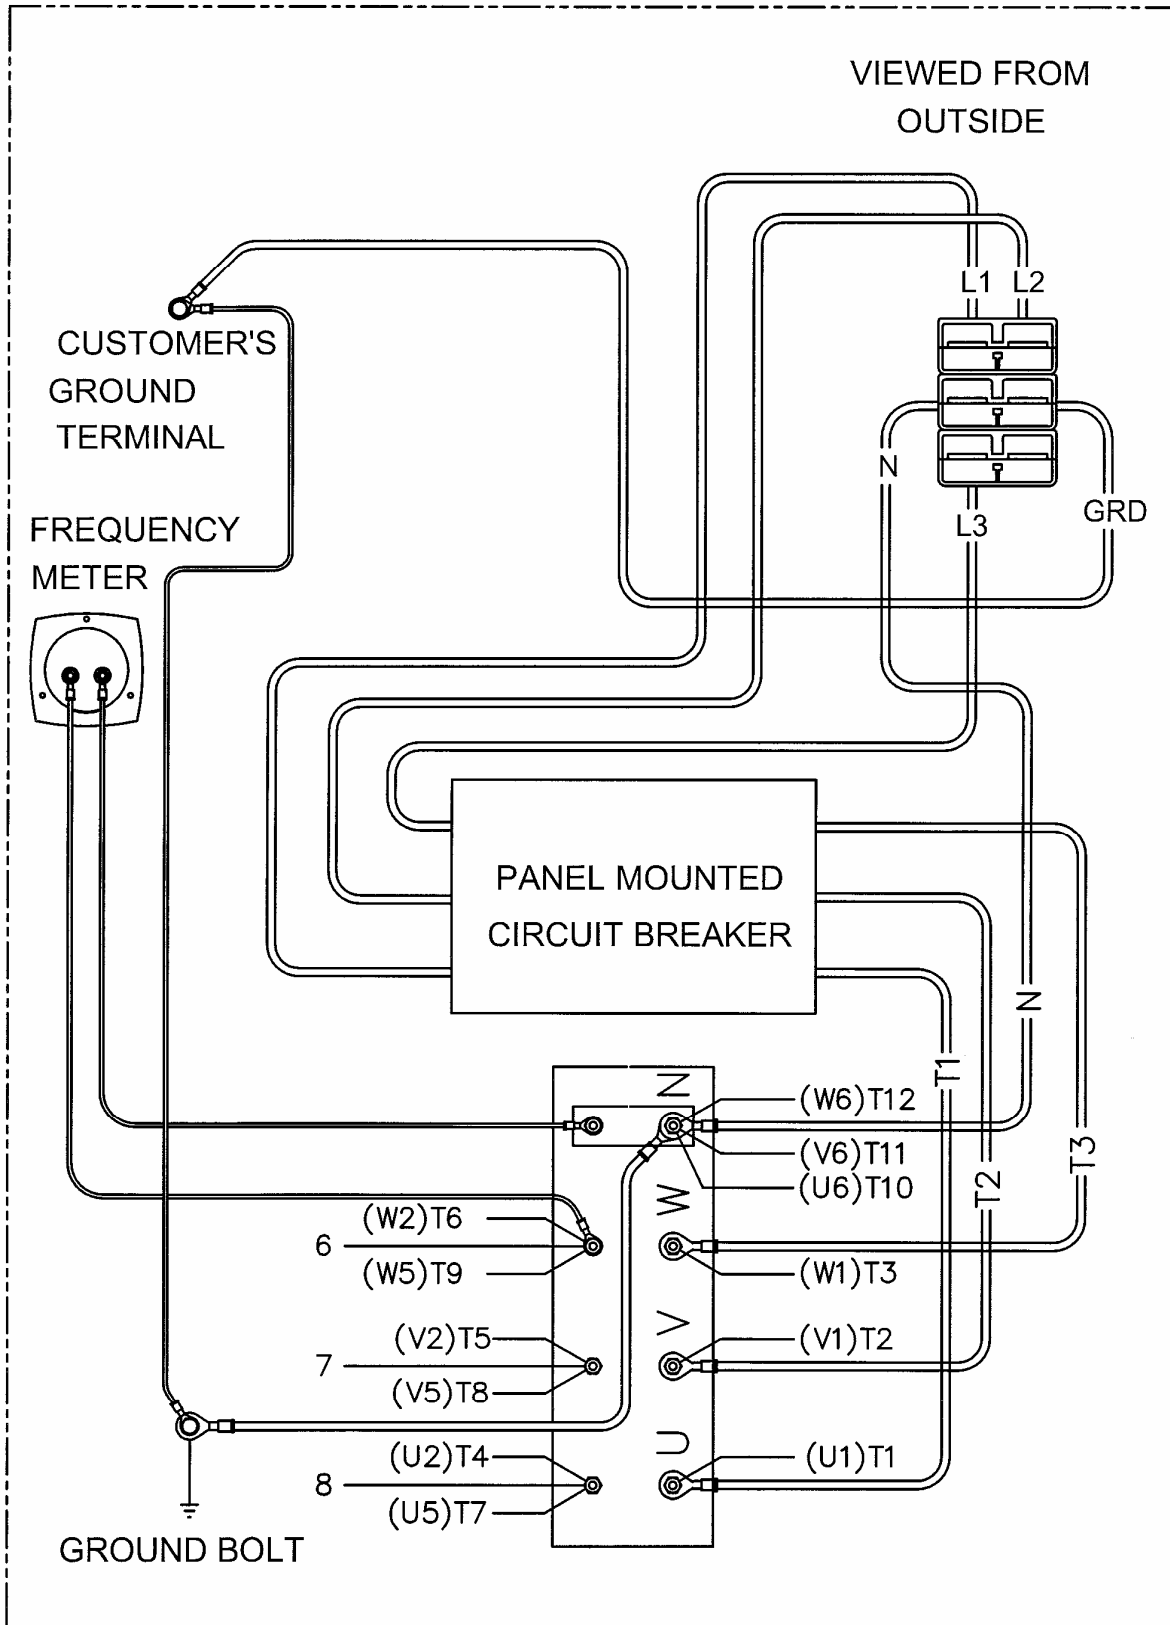 VIEWED FROM
OUTSIDE
L1 L2
CUSTOMER'S
GROUND
TERMINAL
N
GRD
L3
FREQUENCY
METER
PANEL MOUNTED
CIRCUIT BREAKER
N
T1
T3
T2
N
(W6)T12
(V6)T11
(U6)T10
W
(W2)T6
6
(W5)T9
(W1)T3
V
(V2)T5
7
(V5)T8
(V1)T2
U
(U2)T4
8
(U5)T7
(U1)T1
GROUND BOLT